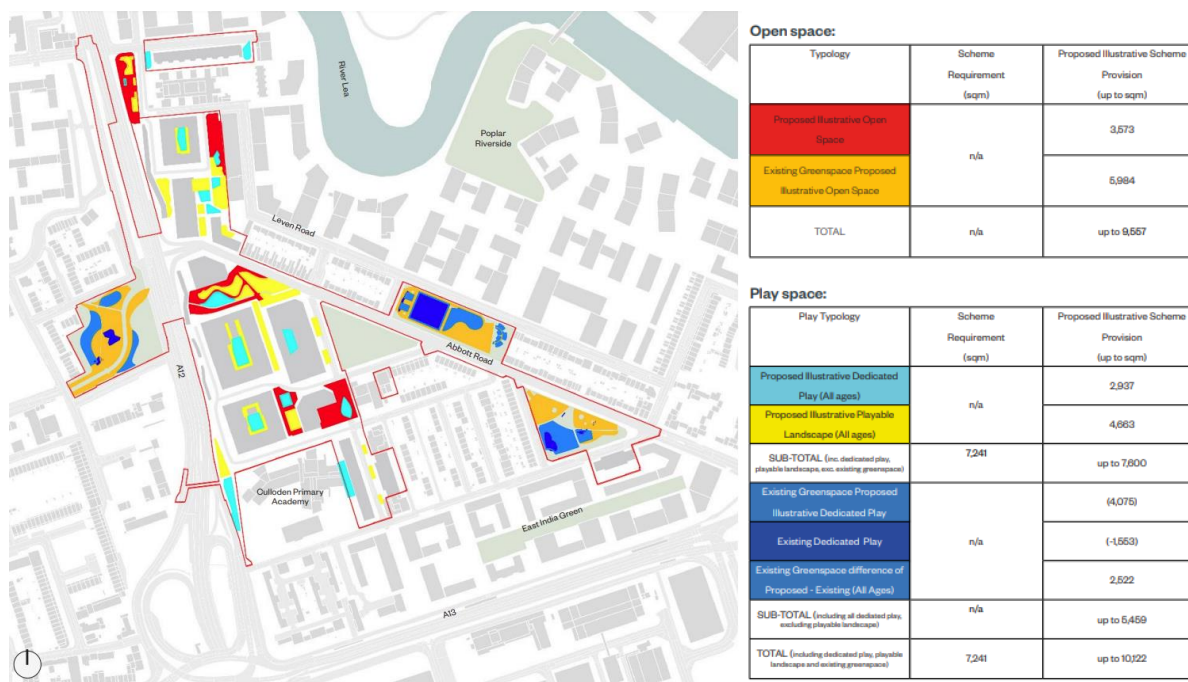 River Lea
Poplar
Riverside
Leven Road
Abbott Road
A12
Culloden Primary
Academy
East India Green
A13
Open space:
Typology
Scheme
Requirement
(sqm)
Proposed Illustrative Scheme
Provision
(up to sqm)
Proposed Illustrative Open
Space
n/a
3,573
Existing Greenspace Proposed
Illustrative Open Space
5,984
TOTAL
n/a
up to 9,557
Play space:
Play Typology
Scheme
Requirement
(sqm)
Proposed Illustrative Scheme
Provision
(up to sqm)
Proposed Illustrative Dedicated
Play (All ages)
n/a
2,937
Proposed Illustrative Playable
Landscape (All ages)
4,663
SUB-TOTAL (inc. dedicated play,
playable landscape, exc. existing greenspace)
7,241
up to 7,600
Existing Greenspace Proposed
Illustrative Dedicated Play
n/a
(4,075)
Existing Dedicated Play
(-1,553)
Existing Greenspace difference of
Proposed - Existing (All Ages)
2,522
SUB-TOTAL (including all dediated play,
excluding playable landscape)
n/a
up to 5,459
TOTAL (including dedicated play, playable
landscape and existing greenspace)
7,241
up to 10,122